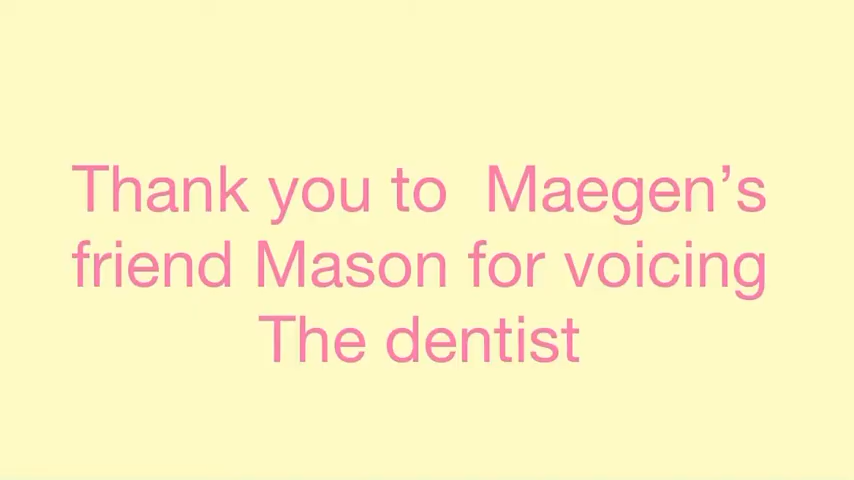 Thank you to  Maegen’s
friend Mason for voicing
The dentist